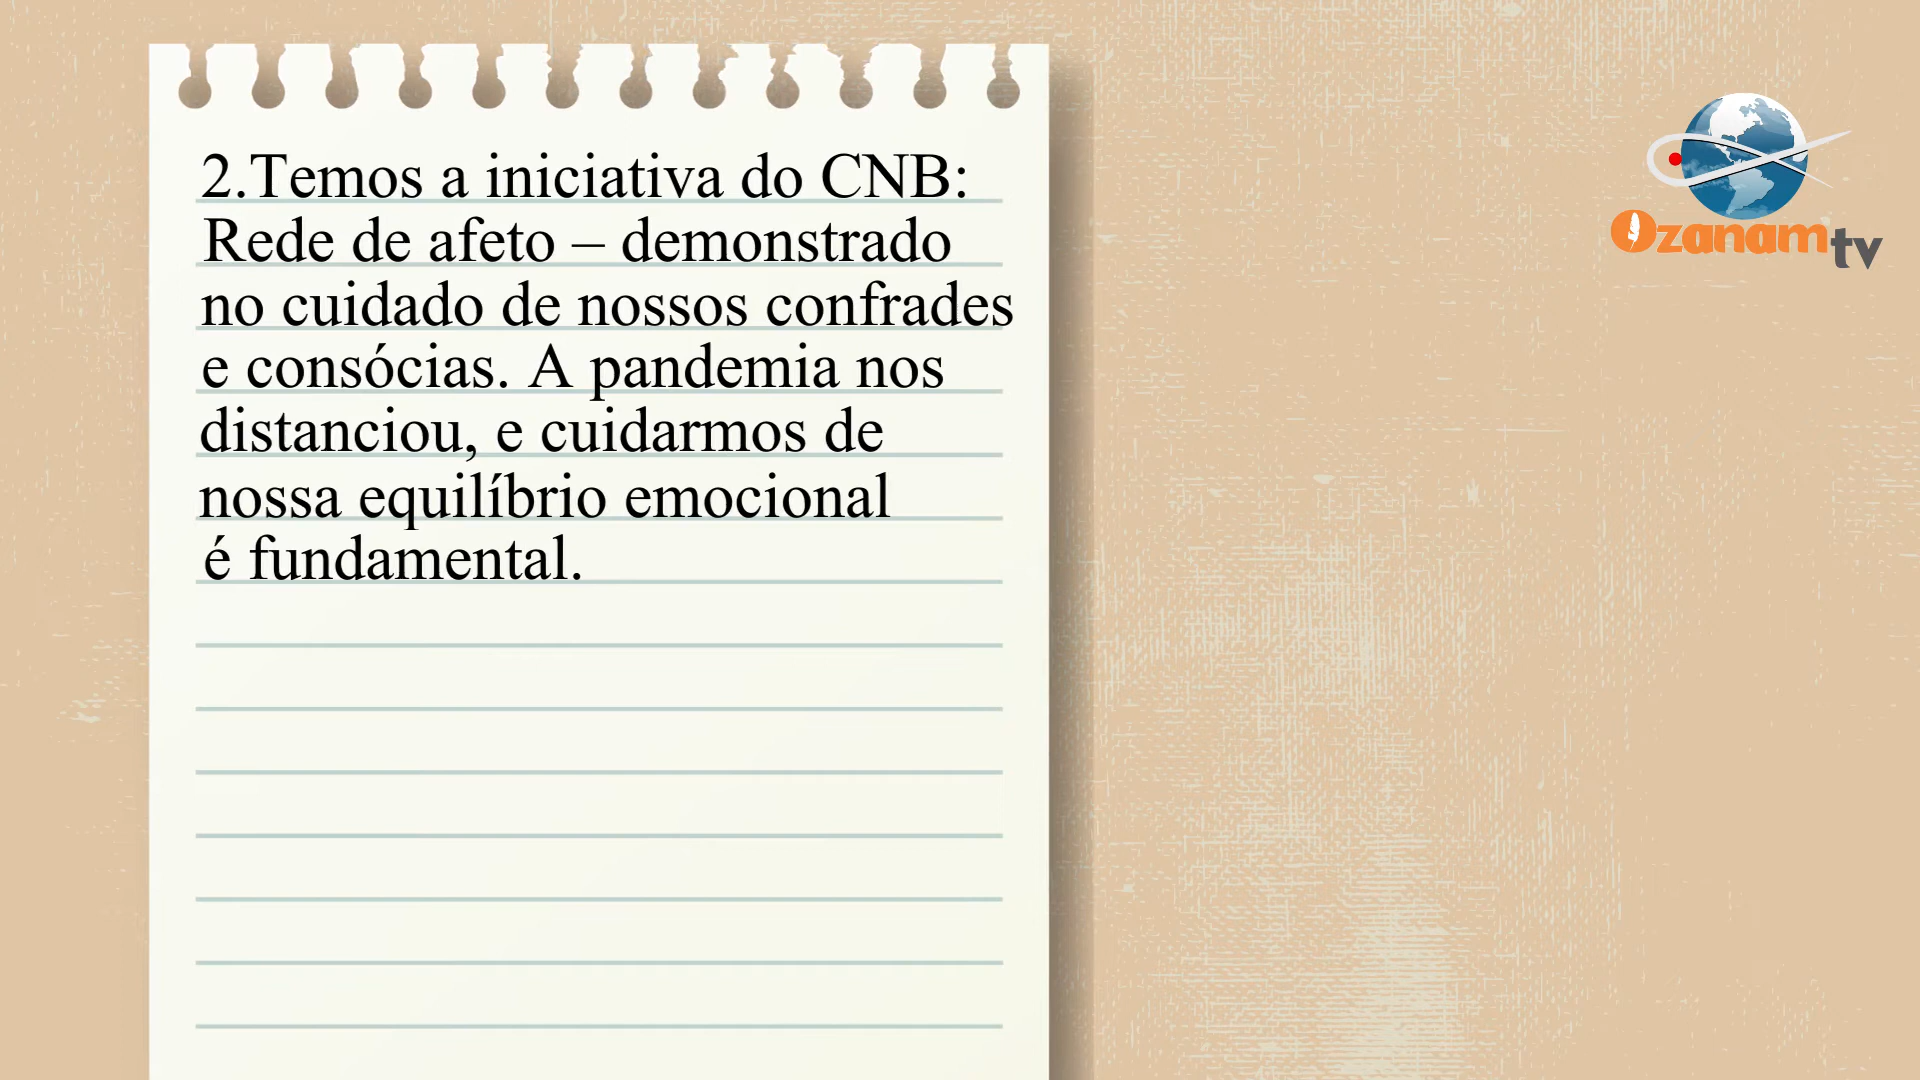 2.Temos a iniciativa do CNB:
Rede de afeto – demonstrado
no cuidado de nossos confrades
e consócias. A pandemia nos
distanciou, e cuidarmos de
nossa equilíbrio emocional
é fundamental.
Ozanam tv